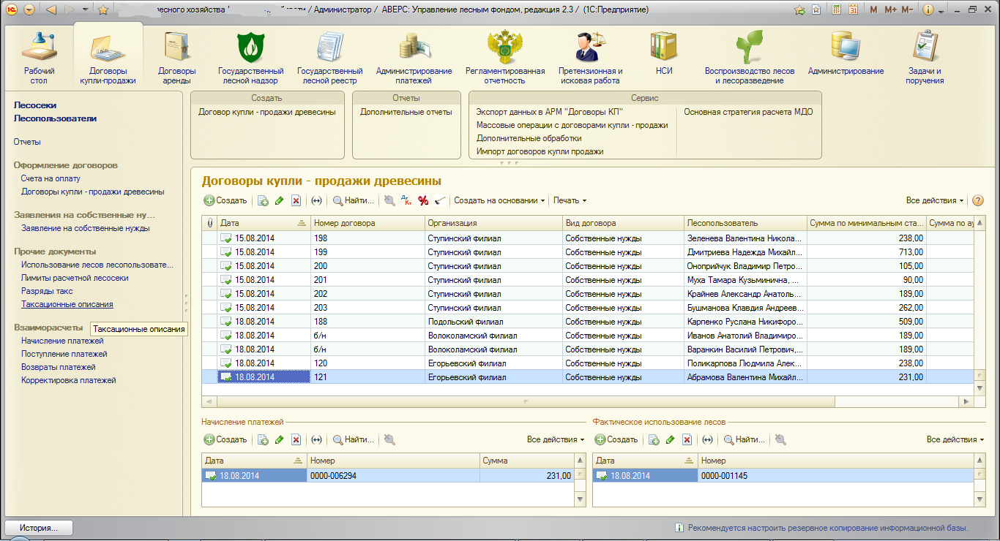 лесного хозяйства / Администратор / АВЕРС: Управление лесным фондом, редакция 2.3 / (1С:Предприятие)
M M+ M-
Рабочий стол
Договоры купли-продажи
Договоры аренды
Государственный лесной надзор
Государственный лесной реестр
Администрирование платежей
Регламентированная отчетность
Претензионная и исковая работа
НСИ
Воспроизводство лесов и лесоразведение
Администрирование
Задачи и поручения
Лесосеки
Лесопользователи
Отчеты
Оформление договоров
Счета на оплату
Договоры купли - продажи древесины
Заявления на собственные ну...
Заявление на собственные нужды
Прочие документы
Использование лесов лесопользовате...
Лимиты расчетной лесосеки
Разряды такс
Таксационные описания
Взаиморасчеты
Таксационные описания
Начисление платежей
Поступление платежей
Возвраты платежей
Корректировка платежей
Создать
Договор купли - продажи древесины
Отчеты
Дополнительные отчеты
Сервис
Экспорт данных в АРМ "Договоры КП"
Массовые операции с договорами купли - продажи
Дополнительные обработки
Импорт договоров купли продажи
Основная стратегия расчета МДО
Договоры купли - продажи древесины
Создать Найти... Создать на основании Печать Все действия
Дата Номер договора Организация Вид договора Лесопользователь Сумма по минимальным ста... Сумма по ау
15.08.2014 198 Ступинский филиал Собственные нужды Зеленева Валентина Никола... 238,00
15.08.2014 199 Ступинский филиал Собственные нужды Дмитриева Надежда Михайл... 713,00
15.08.2014 200 Ступинский филиал Собственные нужды Оноприйчук Владимир Петро... 105,00
15.08.2014 201 Ступинский филиал Собственные нужды Муха Тамара Кузьминична, ... 90,00
15.08.2014 202 Ступинский филиал Собственные нужды Крайнев Александр Анатоль... 189,00
15.08.2014 203 Ступинский филиал Собственные нужды Бушманова Клавдия Андреев... 262,00
18.08.2014 188 Подольский филиал Собственные нужды Карпенко Руслана Никифоро... 509,00
18.08.2014 б/н Волоколамский филиал Собственные нужды Иванов Анатолий Владимиро... 189,00
18.08.2014 б/н Волоколамский филиал Собственные нужды Варанкин Василий Петрович,... 189,00
18.08.2014 120 Егорьевский филиал Собственные нужды Поликарпова Людмила Алек... 238,00
18.08.2014 121 Егорьевский филиал Собственные нужды Абрамова Валентина Михайл... 231,00
Начисление платежей
Создать Найти... Все действия
Дата Номер Сумма
18.08.2014 0000-006294 231,00
Фактическое использование лесов
Создать Найти... Все действия
Дата Номер
18.08.2014 0000-001145
История...
Рекомендуется настроить резервное копирование информационной базы.